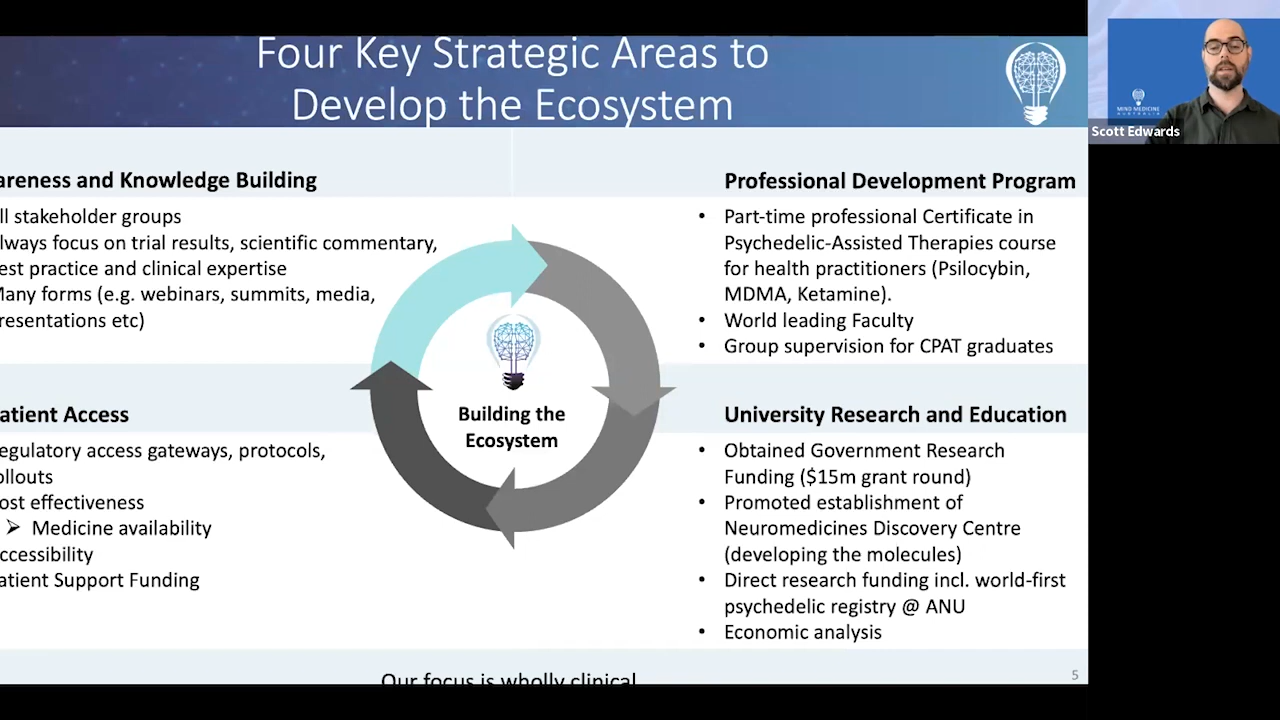 Four Key Strategic Areas to
Develop the Ecosystem
MIND MEDICINE
AUSTRALIA
Scott Edwards
areness and Knowledge Building
ll stakeholder groups
lways focus on trial results, scientific commentary,
est practice and clinical expertise
Many forms (e.g. webinars, summits, media,
resentations etc)
Professional Development Program
• Part-time professional Certificate in
Psychedelic-Assisted Therapies course
for health practitioners (Psilocybin,
MDMA, Ketamine).
• World leading Faculty
• Group supervision for CPAT graduates
Building the
Ecosystem
atient Access
egulatory access gateways, protocols,
ollouts
ost effectiveness
➢ Medicine availability
ccessibility
atient Support Funding
University Research and Education
• Obtained Government Research
Funding ($15m grant round)
• Promoted establishment of
Neuromedicines Discovery Centre
(developing the molecules)
• Direct research funding incl. world-first
psychedelic registry @ ANU
• Economic analysis
Our focus is wholly clinical
5